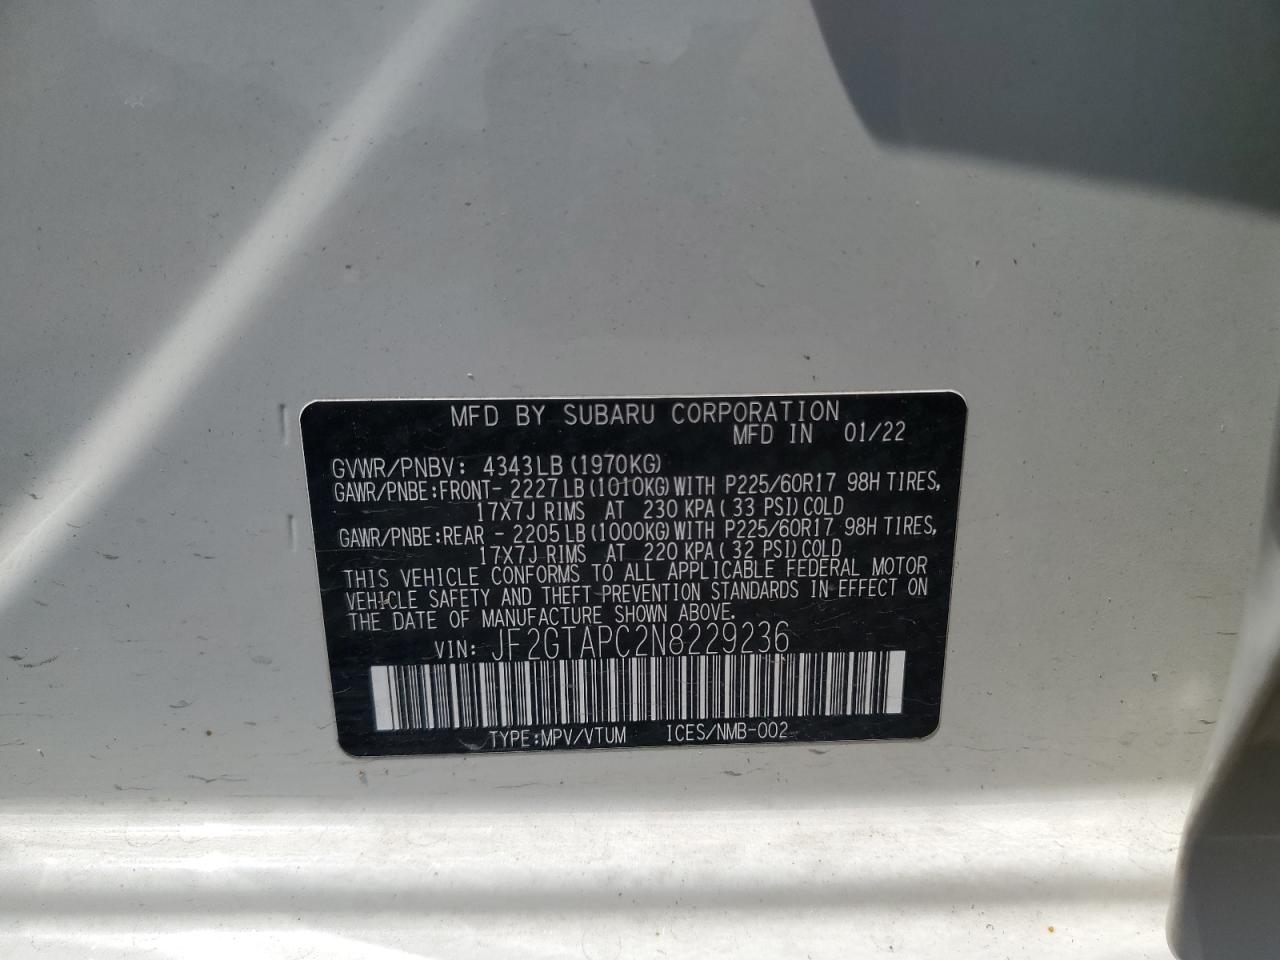 MFD BY SUBARU CORPORATION
MFD IN 01/22
GVWR/PNBV: 4343LB(1970KG)
GAWR/PNBE:FRONT- 2227LB(1010KG)WITH P225/60R17 98H TIRES,
17X7J RIMS AT 230 KPA( 33 PSI)COLD
GAWR/PNBE:REAR - 2205LB(1000KG)WITH P225/60R17 98H TIRES,
17X7J RIMS AT 220 KPA( 32 PSI)COLD
THIS VEHICLE CONFORMS TO ALL APPLICABLE FEDERAL MOTOR
VEHICLE SAFETY AND THEFT PREVENTION STANDARDS IN EFFECT ON
THE DATE OF MANUFACTURE SHOWN ABOVE.
VIN: JF2GTAPC2N8229236
TYPE:MPV/VTUM ICES/NMB-002